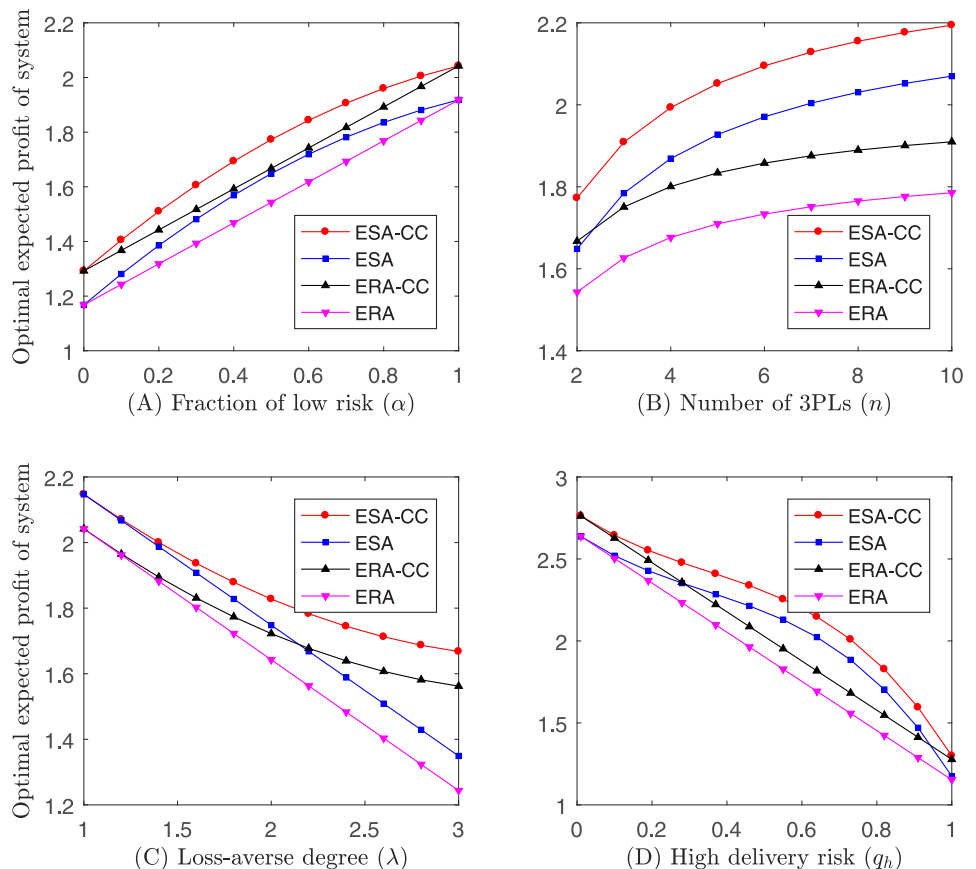 Optimal expected profit of system
2.2
2
1.8
1.6
1.4
1.2
1
0
0.2
0.4
0.6
0.8
1
ESA-CC
ESA
ERA-CC
ERA
(A) Fraction of low risk (α)
2.2
2
1.8
1.6
1.4
2
4
6
8
10
ESA-CC
ESA
ERA-CC
ERA
(B) Number of 3PLs (n)
Optimal expected profit of system
2.2
2
1.8
1.6
1.4
1.2
1
1.5
2
2.5
3
ESA-CC
ESA
ERA-CC
ERA
(C) Loss-averse degree (λ)
3
2.5
2
1.5
1
0
0.2
0.4
0.6
0.8
1
ESA-CC
ESA
ERA-CC
ERA
(D) High delivery risk (qₕ)